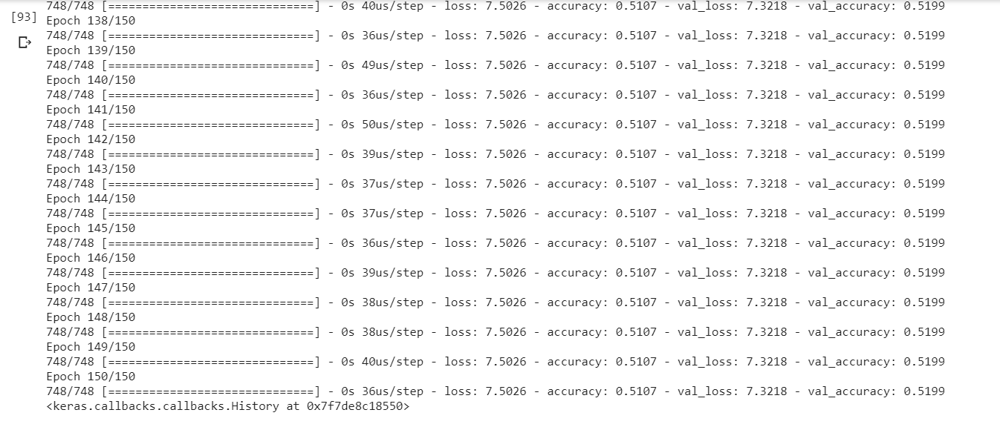 748/748 [==============================] - 0s 40us/step - loss: 7.5026 - accuracy: 0.5107 - val_loss: 7.3218 - val_accuracy: 0.5199
[93] Epoch 138/150
748/748 [==============================] - 0s 36us/step - loss: 7.5026 - accuracy: 0.5107 - val_loss: 7.3218 - val_accuracy: 0.5199
Epoch 139/150
748/748 [==============================] - 0s 49us/step - loss: 7.5026 - accuracy: 0.5107 - val_loss: 7.3218 - val_accuracy: 0.5199
Epoch 140/150
748/748 [==============================] - 0s 36us/step - loss: 7.5026 - accuracy: 0.5107 - val_loss: 7.3218 - val_accuracy: 0.5199
Epoch 141/150
748/748 [==============================] - 0s 50us/step - loss: 7.5026 - accuracy: 0.5107 - val_loss: 7.3218 - val_accuracy: 0.5199
Epoch 142/150
748/748 [==============================] - 0s 39us/step - loss: 7.5026 - accuracy: 0.5107 - val_loss: 7.3218 - val_accuracy: 0.5199
Epoch 143/150
748/748 [==============================] - 0s 37us/step - loss: 7.5026 - accuracy: 0.5107 - val_loss: 7.3218 - val_accuracy: 0.5199
Epoch 144/150
748/748 [==============================] - 0s 37us/step - loss: 7.5026 - accuracy: 0.5107 - val_loss: 7.3218 - val_accuracy: 0.5199
Epoch 145/150
748/748 [==============================] - 0s 36us/step - loss: 7.5026 - accuracy: 0.5107 - val_loss: 7.3218 - val_accuracy: 0.5199
Epoch 146/150
748/748 [==============================] - 0s 39us/step - loss: 7.5026 - accuracy: 0.5107 - val_loss: 7.3218 - val_accuracy: 0.5199
Epoch 147/150
748/748 [==============================] - 0s 38us/step - loss: 7.5026 - accuracy: 0.5107 - val_loss: 7.3218 - val_accuracy: 0.5199
Epoch 148/150
748/748 [==============================] - 0s 38us/step - loss: 7.5026 - accuracy: 0.5107 - val_loss: 7.3218 - val_accuracy: 0.5199
Epoch 149/150
748/748 [==============================] - 0s 40us/step - loss: 7.5026 - accuracy: 0.5107 - val_loss: 7.3218 - val_accuracy: 0.5199
Epoch 150/150
748/748 [==============================] - 0s 36us/step - loss: 7.5026 - accuracy: 0.5107 - val_loss: 7.3218 - val_accuracy: 0.5199
<keras.callbacks.callbacks.History at 0x7f7de8c18550>